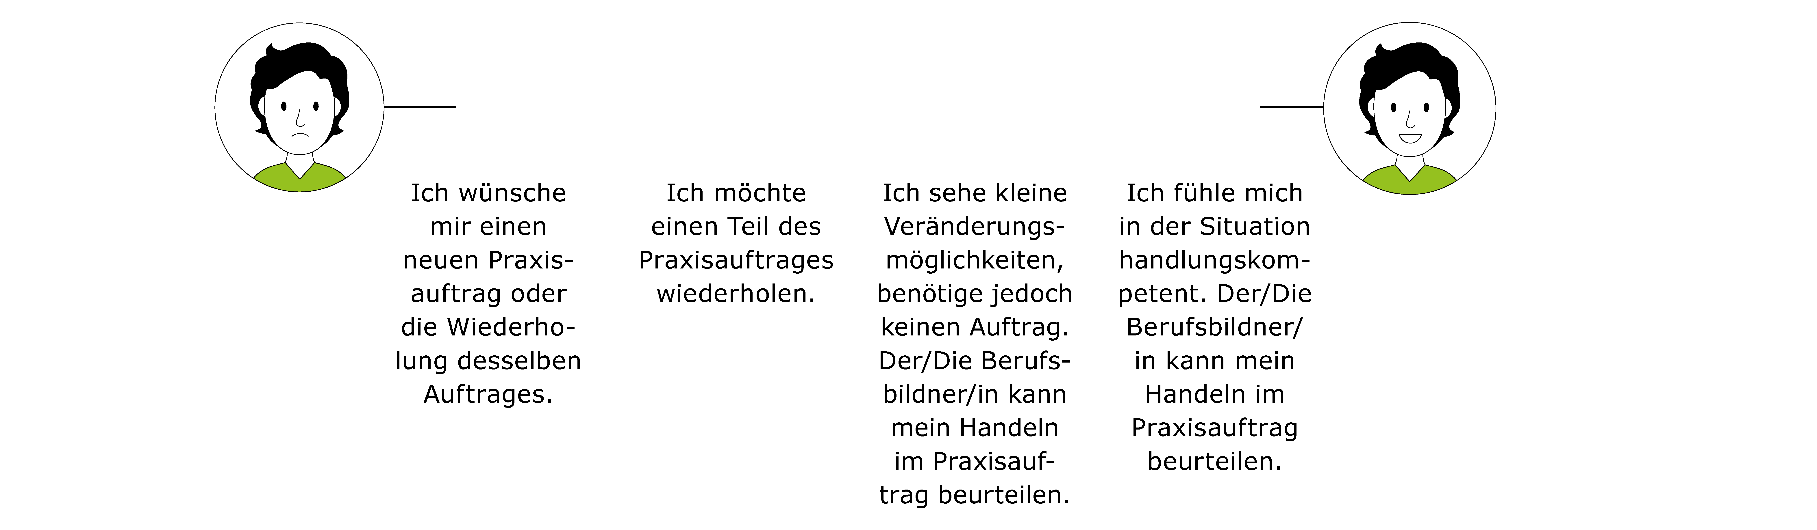 Ich wünsche
mir einen
neuen Praxis-
auftrag oder
die Wiederho-
lung desselben
Auftrages.
Ich möchte
einen Teil des
Praxisauftrages
wiederholen.
Ich sehe kleine
Veränderungs-
möglichkeiten,
benötige jedoch
keinen Auftrag.
Der/Die Berufs-
bildner/in kann
mein Handeln
im Praxisauf-
trag beurteilen.
Ich fühle mich
in der Situation
handlungskom-
petent. Der/Die
Berufsbildner/
in kann mein
Handeln im
Praxisauftrag
beurteilen.